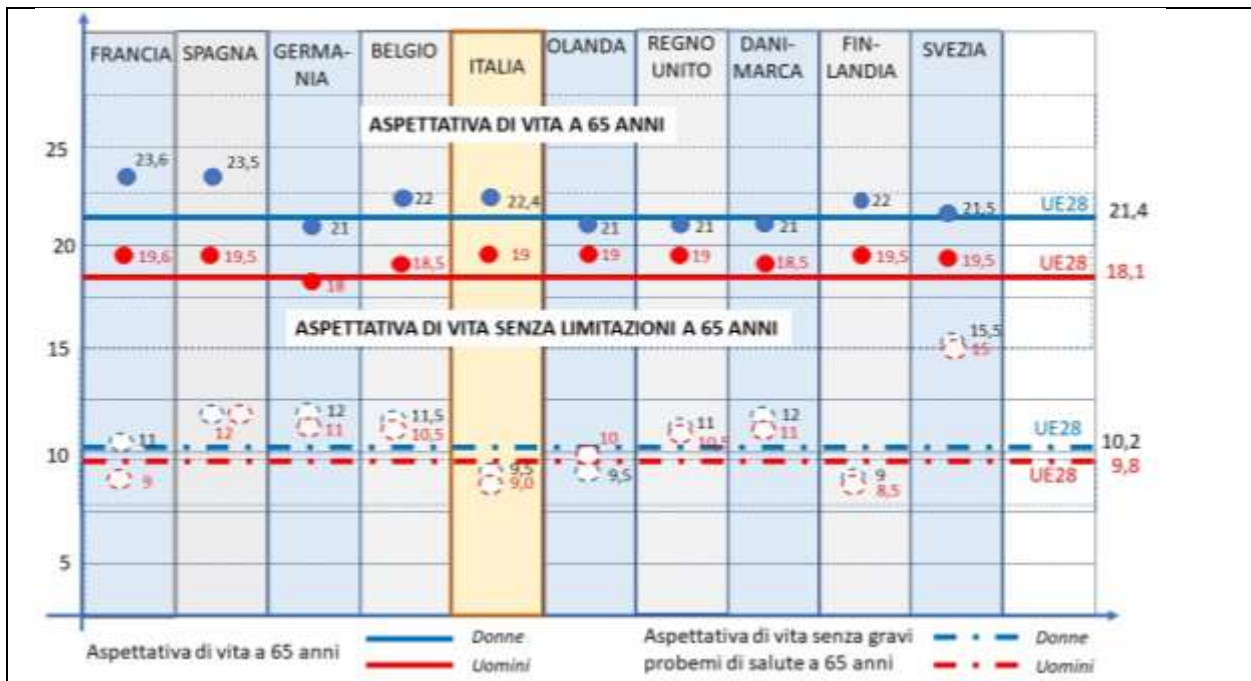 FRANCIA SPAGNA GERMA-
NIA BELGIO ITALIA OLANDA REGNO
UNITO DANI-
MARCA FIN-
LANDIA SVEZIA
ASPETTATIVA DI VITA A 65 ANNI
25
23,6 23,5 21 22 22,4 21 21 21 22 21,5 UE28 21,4
20
19,6 19,5 18 18,5 19 19 19 18,5 19,5 19,5 UE28 18,1
ASPETTATIVA DI VITA SENZA LIMITAZIONI A 65 ANNI
15
15,5
15
11 12 12 11,5 9,5 10 11 12 9 UE28 10,2
10
9 11 10,5 9,0 9,5 10,5 11 8,5 UE28 9,8
5
Aspettativa di vita a 65 anni Donne
Uomini
Aspettativa di vita senza gravi Donne
probemi di salute a 65 anni Uomini